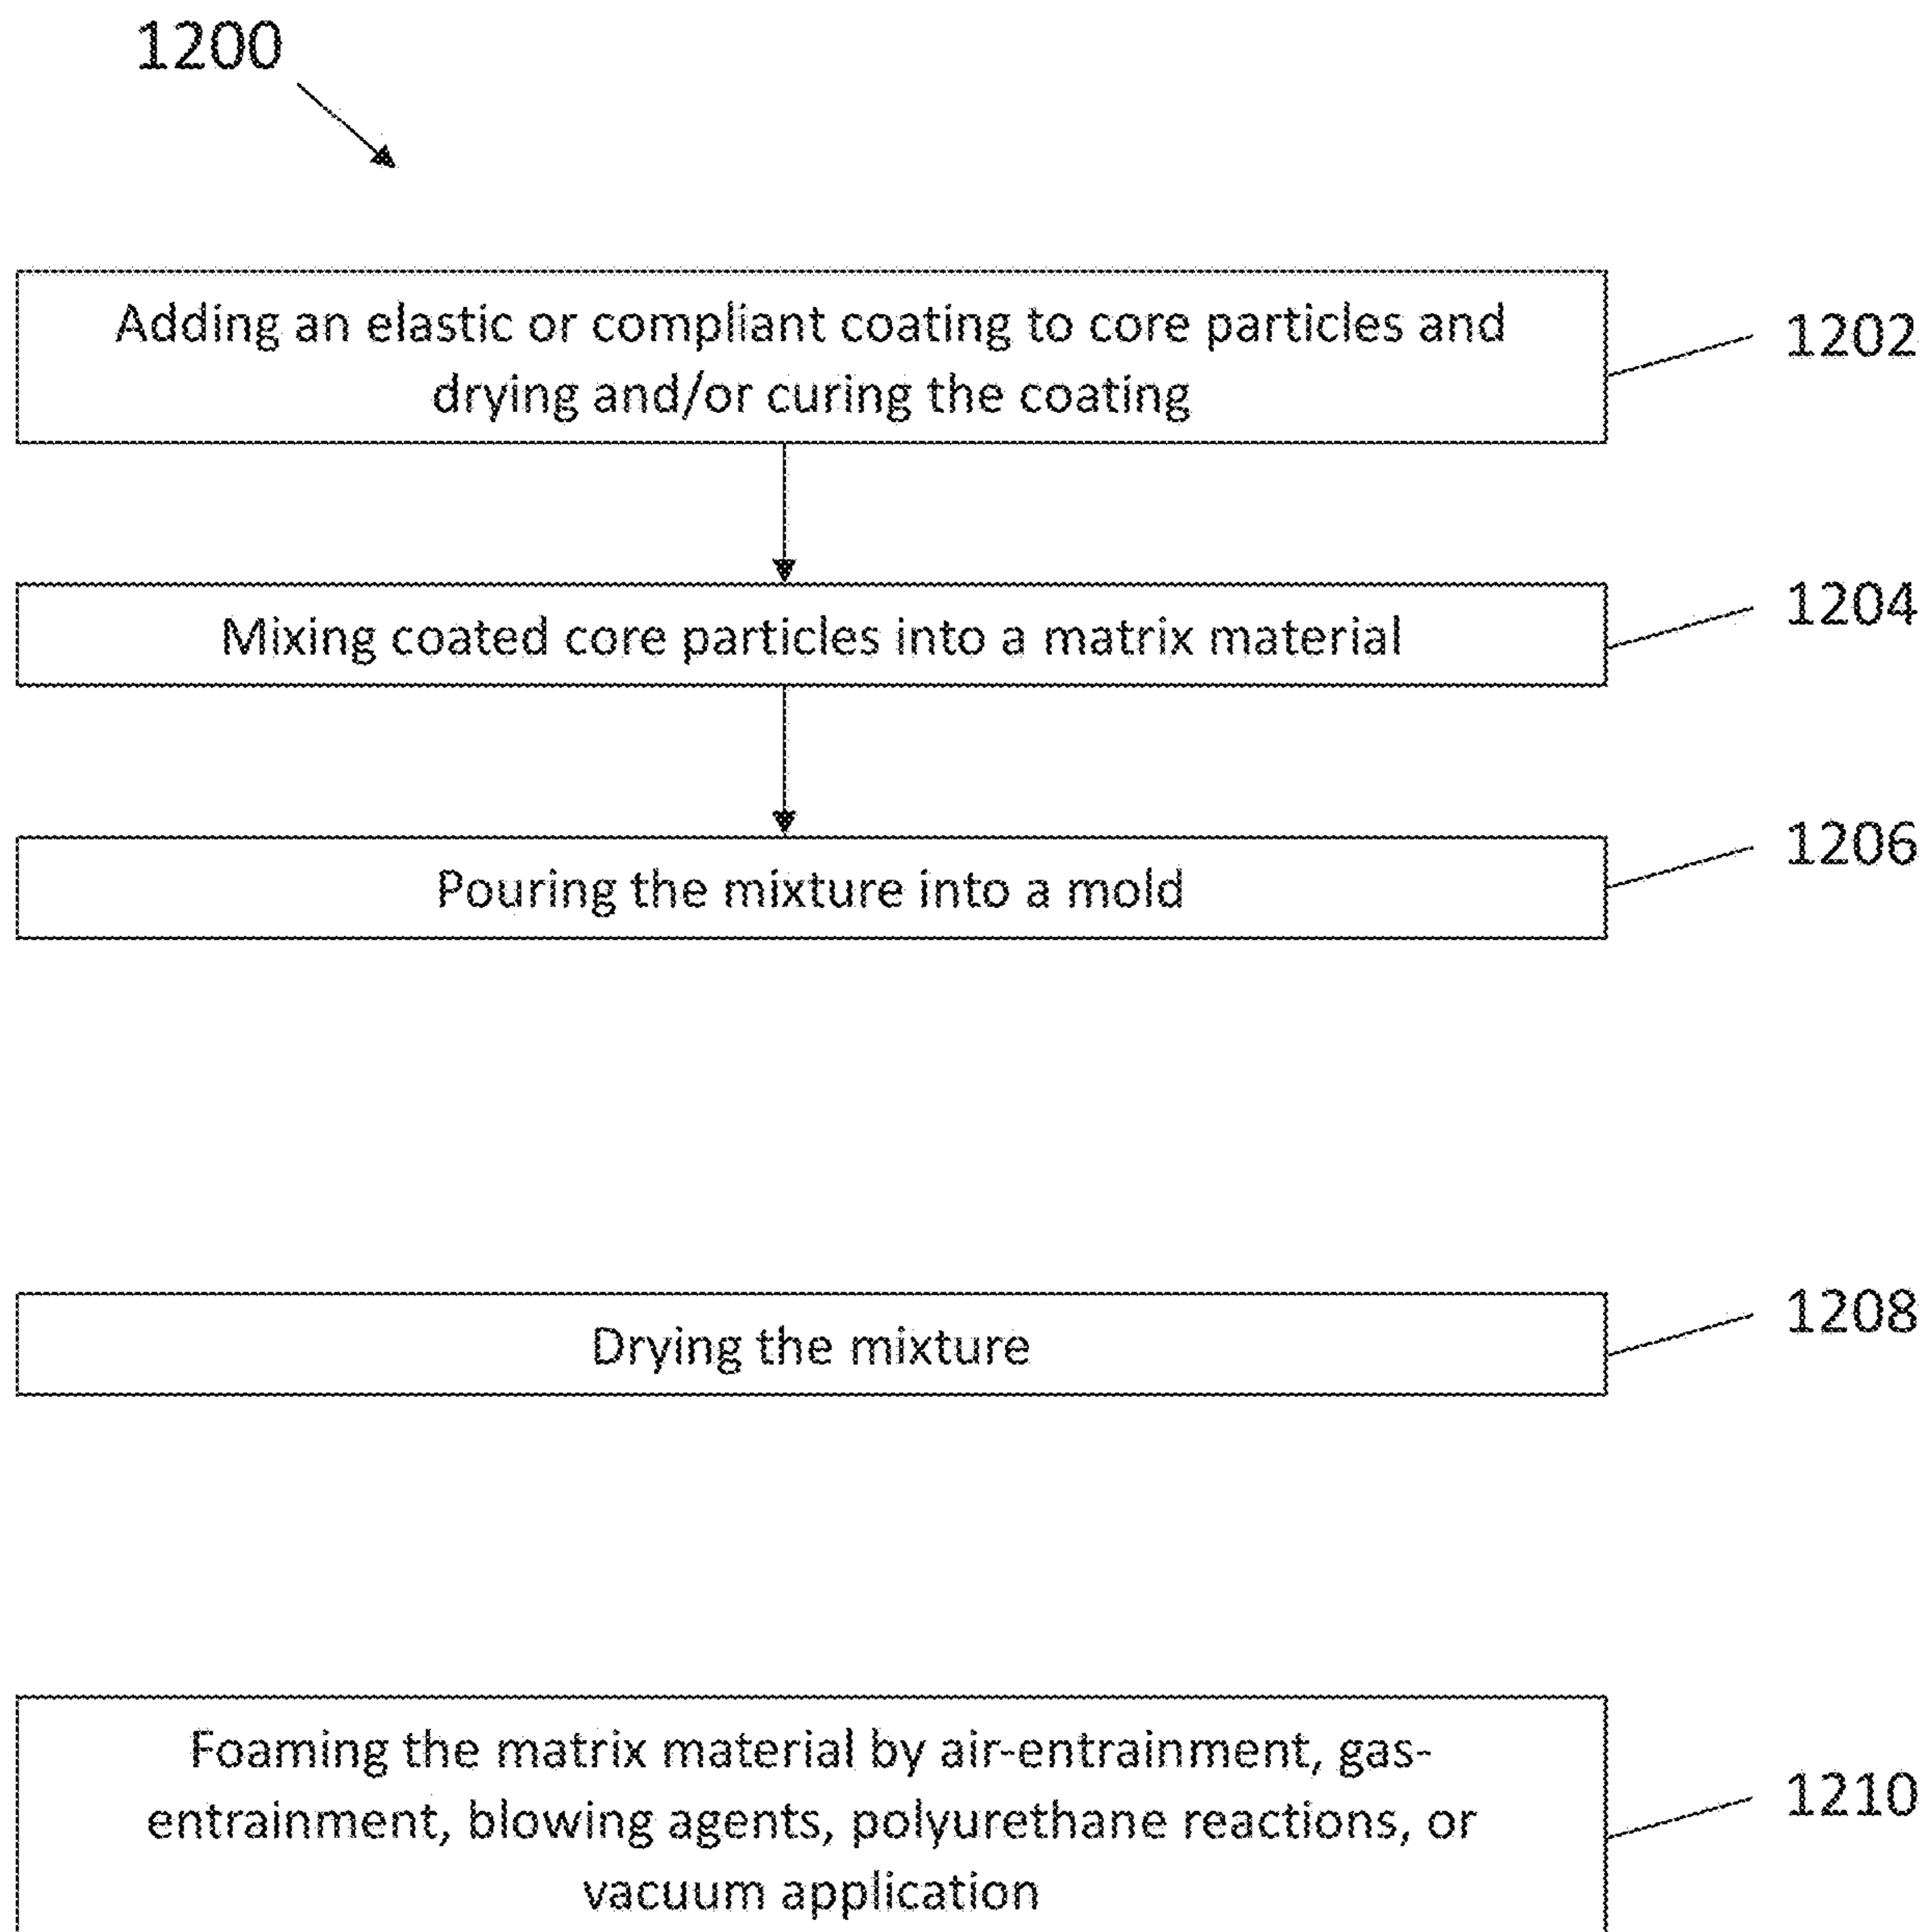 1200
Adding an elastic or compliant coating to core particles and
drying and/or curing the coating
1202
Mixing coated core particles into a matrix material
1204
Pouring the mixture into a mold
1206
Drying the mixture
1208
Foaming the matrix material by air-entrainment, gas-
entrainment, blowing agents, polyurethane reactions, or
vacuum application
1210